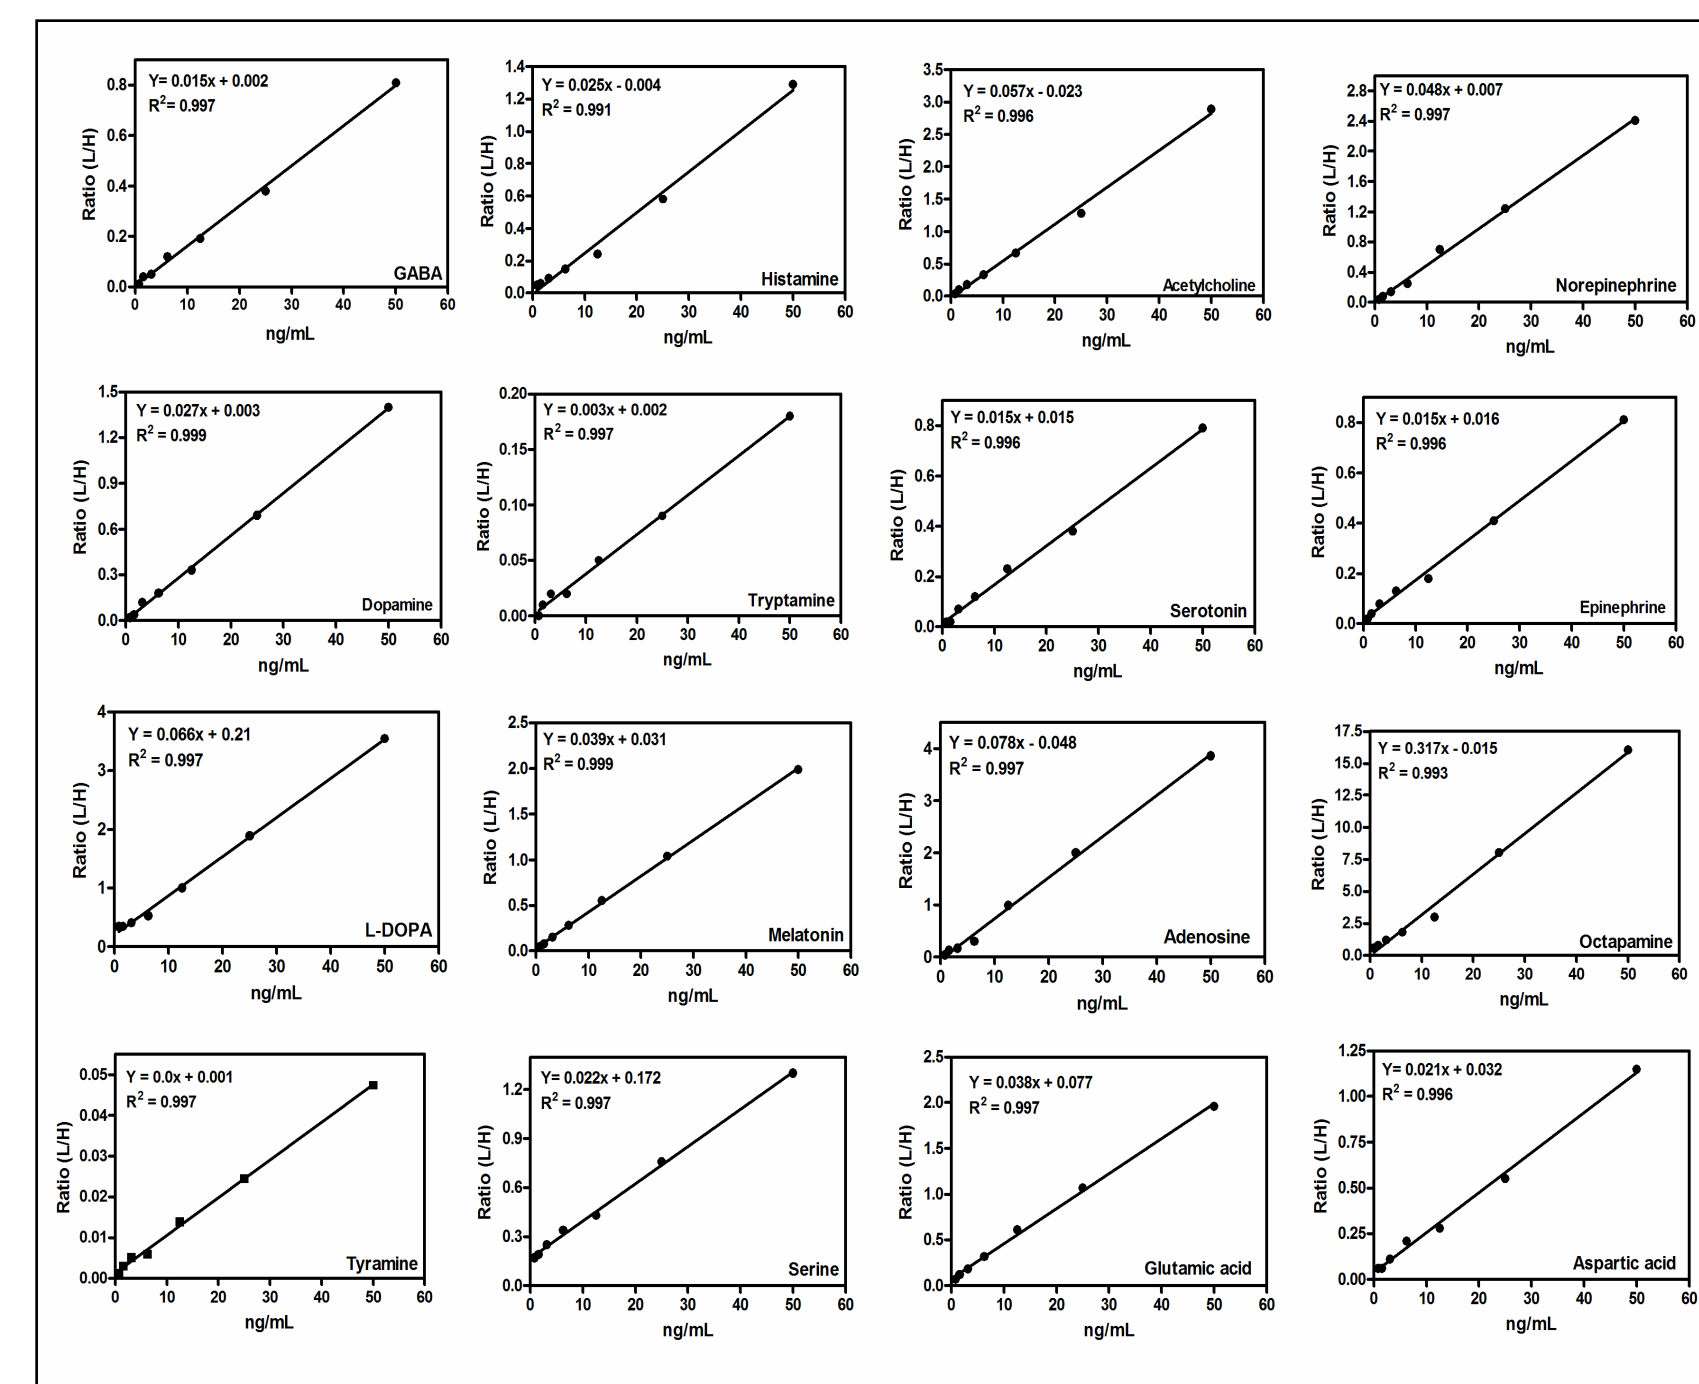 Y= 0.015x + 0.002
R2= 0.997
0.8
0.6
0.4
0.2
0.0
Ratio (L/H)
GABA
0 10 20 30 40 50 60
ng/mL
Y = 0.025x - 0.004
R2 = 0.991
1.4
1.2
1.0
0.8
0.6
0.4
0.2
0.0
Ratio (L/H)
Histamine
0 10 20 30 40 50 60
ng/mL
Y = 0.057x - 0.023
R2 = 0.996
3.5
3.0
2.5
2.0
1.5
1.0
0.5
0.0
Ratio (L/H)
Acetylcholine
0 10 20 30 40 50 60
ng/mL
Y = 0.048x + 0.007
R2 = 0.997
2.8
2.4
2.0
1.6
1.2
0.8
0.4
0.0
Ratio (L/H)
Norepinephrine
0 10 20 30 40 50 60
ng/mL
Y = 0.027x + 0.003
R2 = 0.999
1.5
1.2
0.9
0.6
0.3
0.0
Ratio (L/H)
Dopamine
0 10 20 30 40 50 60
ng/mL
Y = 0.003x + 0.002
R2 = 0.997
0.20
0.15
0.10
0.05
0.00
Ratio (L/H)
Tryptamine
0 10 20 30 40 50 60
ng/mL
Y = 0.015x + 0.015
R2 = 0.996
0.8
0.6
0.4
0.2
0.0
Ratio (L/H)
Serotonin
0 10 20 30 40 50 60
ng/mL
Y = 0.015x + 0.016
R2 = 0.996
0.8
0.6
0.4
0.2
0.0
Ratio (L/H)
Epinephrine
0 10 20 30 40 50 60
ng/mL
Y = 0.066x + 0.21
R2 = 0.997
4
3
2
1
0
Ratio (L/H)
L-DOPA
0 10 20 30 40 50 60
ng/mL
Y = 0.039x + 0.031
R2 = 0.999
2.5
2.0
1.5
1.0
0.5
0.0
Ratio (L/H)
Melatonin
0 10 20 30 40 50 60
ng/mL
Y = 0.078x - 0.048
R2 = 0.997
4
3
2
1
0
Ratio (L/H)
Adenosine
0 10 20 30 40 50 60
ng/mL
Y = 0.317x - 0.015
R2 = 0.993
17.5
15.0
12.5
10.0
7.5
5.0
2.5
0.0
Ratio (L/H)
Octapamine
0 10 20 30 40 50 60
ng/mL
Y = 0.0x + 0.001
R2 = 0.997
0.05
0.04
0.03
0.02
0.01
0.00
Ratio (L/H)
Tyramine
0 10 20 30 40 50 60
ng/mL
Y= 0.022x + 0.172
R2 = 0.997
1.2
0.9
0.6
0.3
0.0
Ratio (L/H)
Serine
0 10 20 30 40 50 60
ng/mL
Y = 0.038x + 0.077
R2 = 0.997
2.5
2.0
1.5
1.0
0.5
0.0
Ratio (L/H)
Glutamic acid
0 10 20 30 40 50 60
ng/mL
Y= 0.021x + 0.032
R2 = 0.996
1.25
1.00
0.75
0.50
0.25
0.00
Ratio (L/H)
Aspartic acid
0 10 20 30 40 50 60
ng/mL